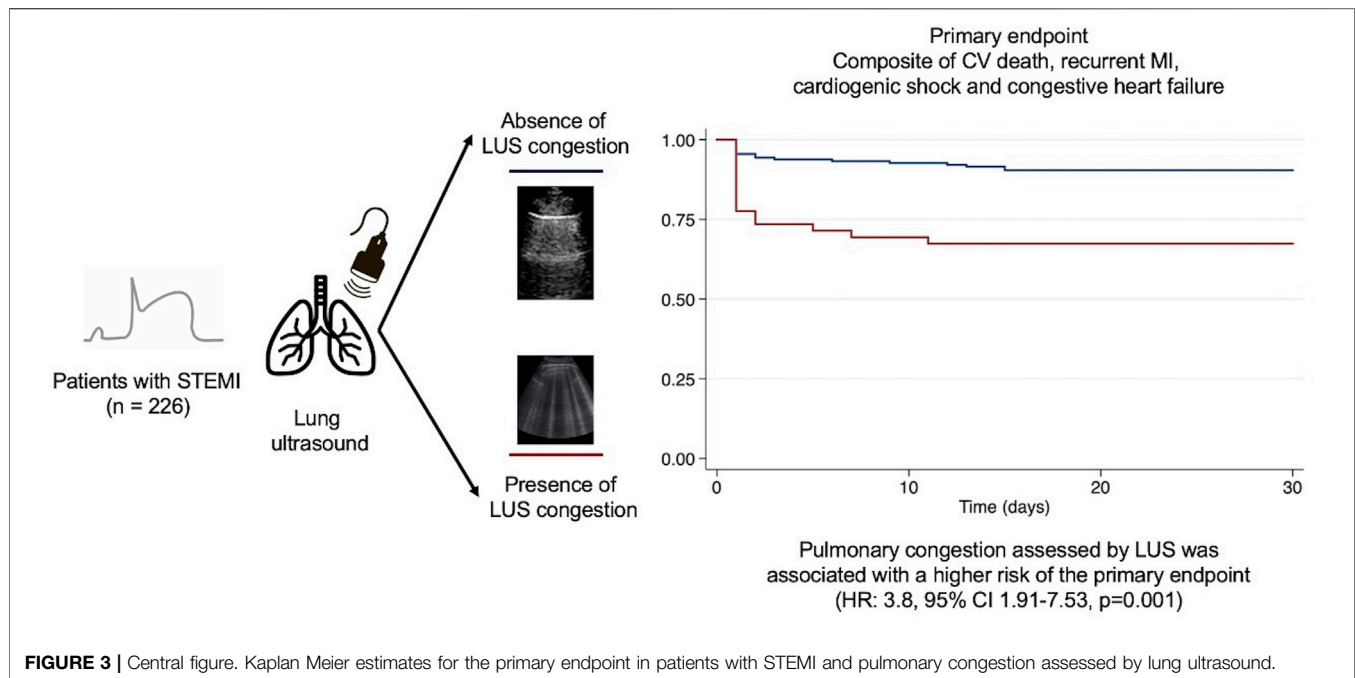 Patients with STEMI
(n = 226)
Lung
ultrasound
Absence of
LUS congestion
Presence of
LUS congestion
Primary endpoint
Composite of CV death, recurrent MI,
cardiogenic shock and congestive heart failure
1.00
0.75
0.50
0.25
0.00
0 10 20 30
Time (days)
Pulmonary congestion assessed by LUS was
associated with a higher risk of the primary endpoint
(HR: 3.8, 95% CI 1.91-7.53, p=0.001)
FIGURE 3 | Central figure. Kaplan Meier estimates for the primary endpoint in patients with STEMI and pulmonary congestion assessed by lung ultrasound.